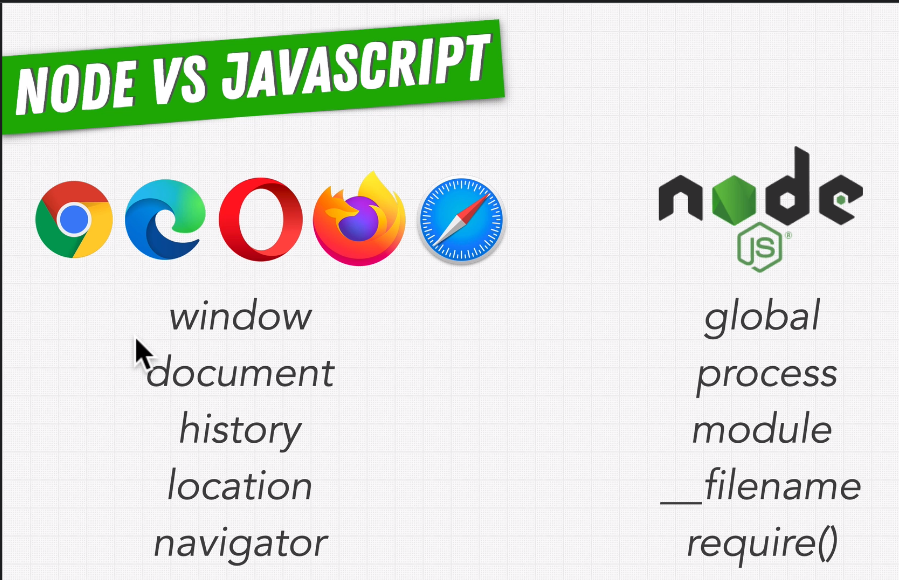 NODE VS JAVASCRIPT
node
JS®
window
document
history
location
navigator
global
process
module
__filename
require()